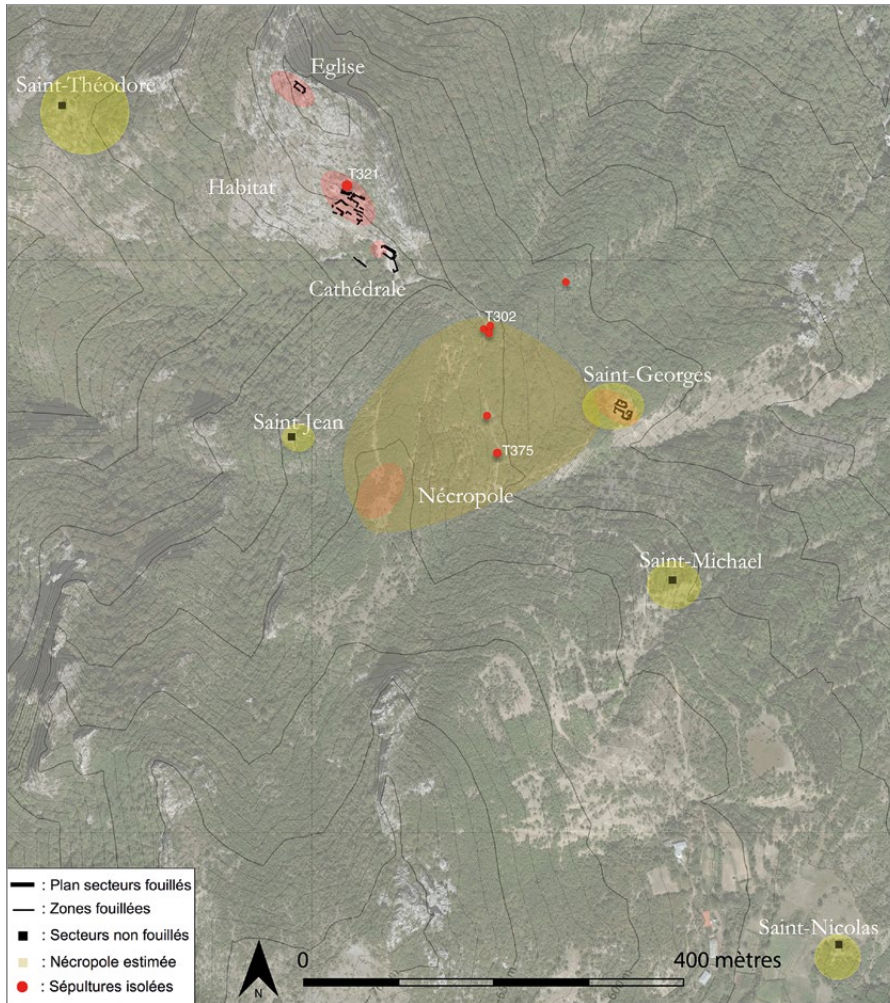 Eglise
Saint-Théodore
T321
Habitat
Cathédrale
T302
Saint-Georges
Saint-Jean
T375
Nécropole
Saint-Michael
Saint-Nicolas
: Plan secteurs fouillés
: Zones fouillées
: Secteurs non fouillés
: Nécropole estimée
: Sépultures isolées
N
0
400 mètres